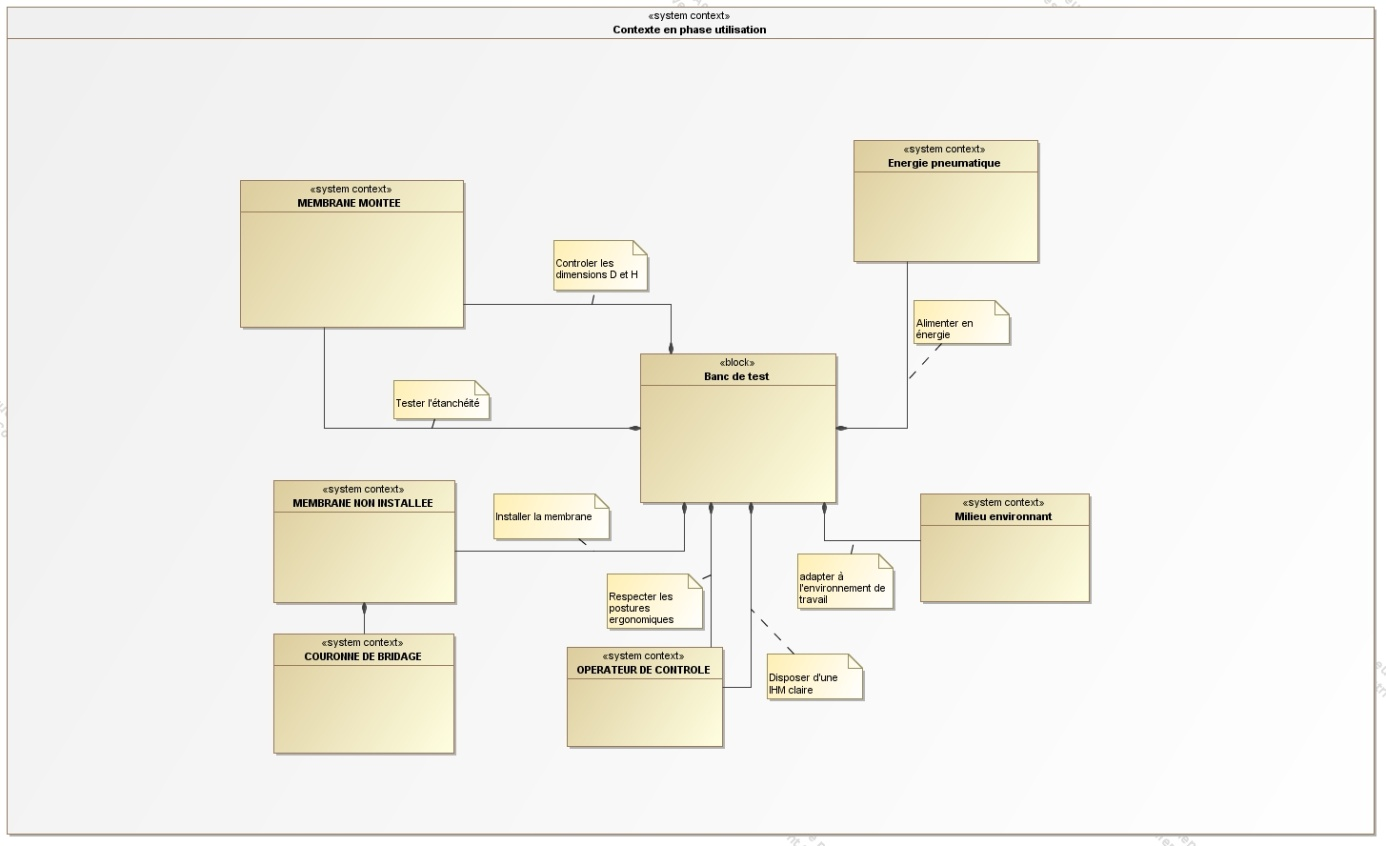 «system context»
Contexte en phase utilisation
«system context»
Energie pneumatique
«system context»
MEMBRANE MONTEE
Controler les
dimensions D et H
Alimenter en
énergie
«block»
Banc de test
Tester l'étanchéité
«system context»
MEMBRANE NON INSTALLEE
Installer la membrane
«system context»
Milieu environnant
adapter à
l'environnement de
travail
Respecter les
postures
ergonomiques
«system context»
COURONNE DE BRIDAGE
«system context»
OPERATEUR DE CONTROLE
Disposer d'une
IHM claire